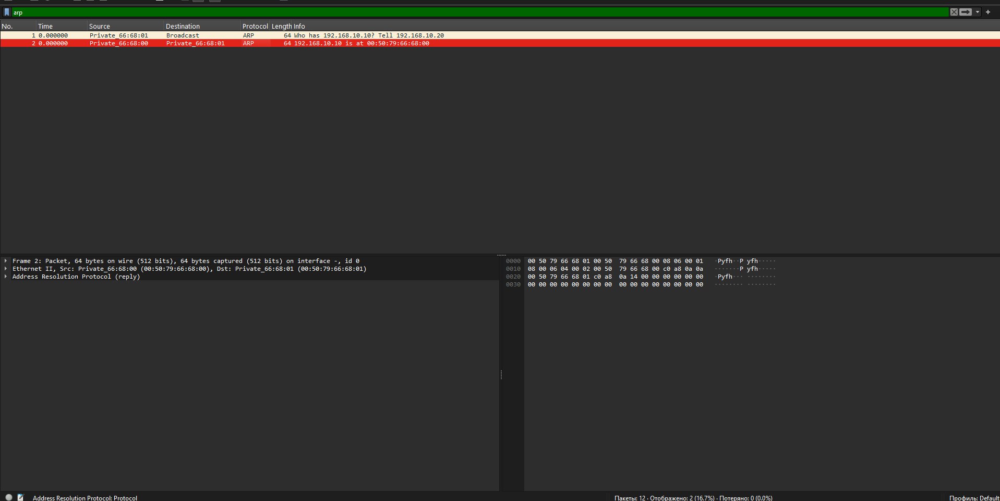 arp
No. Time Source Destination Protocol Length Info
1 0.000000 Private_66:68:01 Broadcast ARP 64 Who has 192.168.10.10? Tell 192.168.10.20
2 0.000000 Private_66:68:00 Private_66:68:01 ARP 64 192.168.10.10 is at 00:50:79:66:68:00
Frame 2: Packet, 64 bytes on wire (512 bits), 64 bytes captured (512 bits) on interface -, id 0
Ethernet II, Src: Private_66:68:00 (00:50:79:66:68:00), Dst: Private_66:68:01 (00:50:79:66:68:01)
Address Resolution Protocol (reply)
0000 00 50 79 66 68 01 00 50 79 66 68 00 08 06 00 01 ·Pyfh··P yfh·····
0010 08 00 06 04 00 02 00 50 79 66 68 00 c0 a8 0a 0a ·······P yfh·····
0020 00 50 79 66 68 01 c0 a8 0a 14 00 00 00 00 00 00 ·Pyfh··· ········
0030 00 00 00 00 00 00 00 00 00 00 00 00 00 00 00 00 ········ ········
Address Resolution Protocol: Protocol
Пакеты: 12 · Отображено: 2 (16.7%) · Потеряно: 0 (0.0%)
Профиль: Default